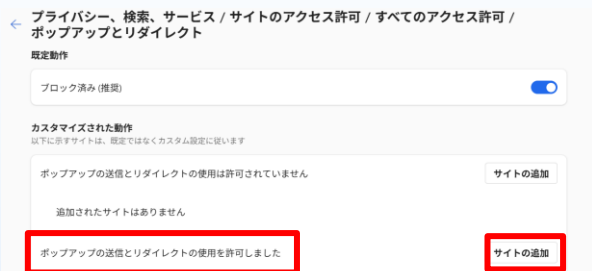 プライバシー、検索、サービス / サイトのアクセス許可 / すべてのアクセス許可 /
ポップアップとリダイレクト
既定動作
ブロック済み (推奨)
カスタマイズされた動作
以下に示すサイトは、既定ではなくカスタム設定に従います
ポップアップの送信とリダイレクトの使用は許可されていません
サイトの追加
追加されたサイトはありません
ポップアップの送信とリダイレクトの使用を許可しました
サイトの追加